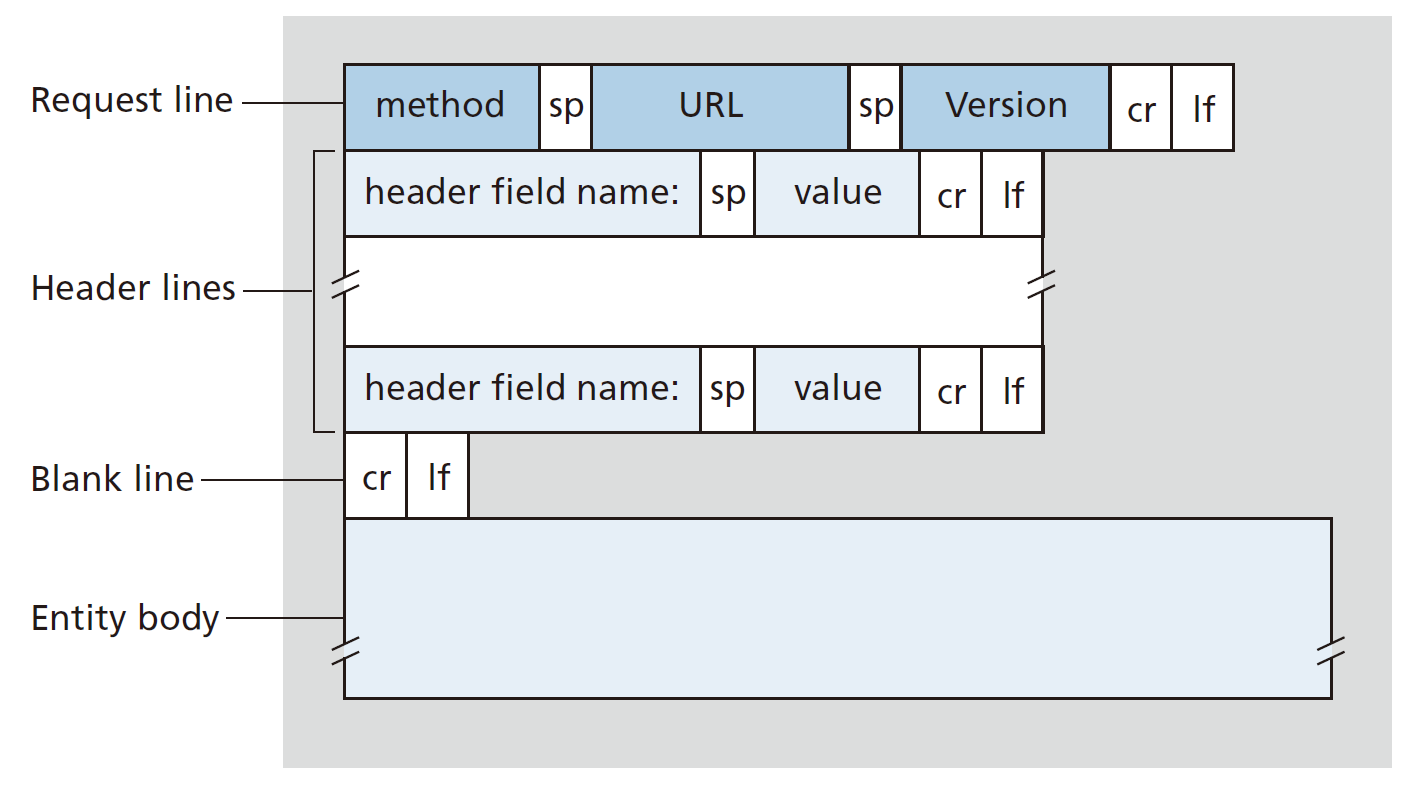 Request line method sp URL sp Version cr lf
header field name: sp value cr lf
Header lines
header field name: sp value cr lf
Blank line cr lf
Entity body